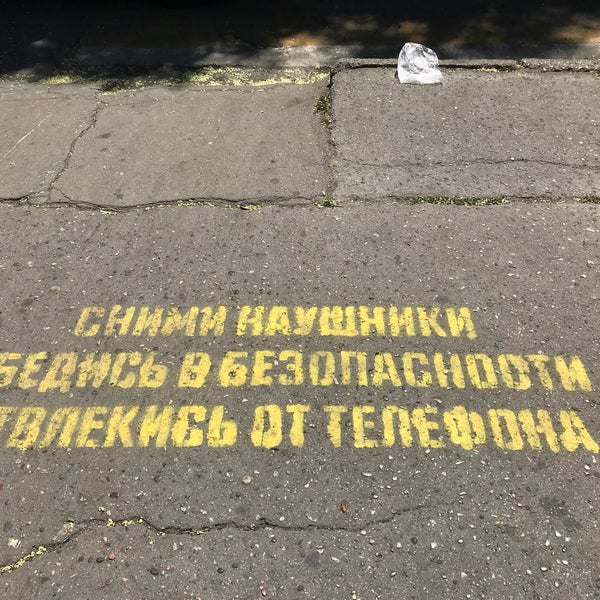 СНИМИ НАУШНИКИ
БЕДИСЬ В БЕЗОПАСНОСТИ
ТВЛЕКИСЬ ОТ ТЕЛЕФОНА